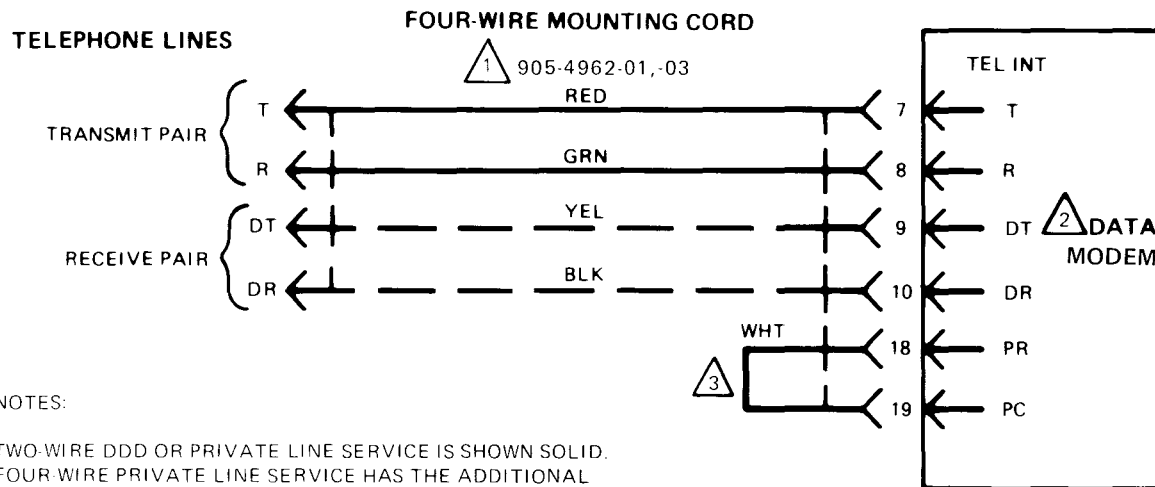 FOUR-WIRE MOUNTING CORD
TELEPHONE LINES
1 905-4962-01,-03
TEL INT
RED
T 7 T
TRANSMIT PAIR
GRN
R 8 R
YEL
DT 9 DT
2 DATA
MODEM
RECEIVE PAIR
BLK
DR 10 DR
WHT
18 PR
3
19 PC
NOTES:
TWO-WIRE DDD OR PRIVATE LINE SERVICE IS SHOWN SOLID.
FOUR-WIRE PRIVATE LINE SERVICE HAS THE ADDITIONAL